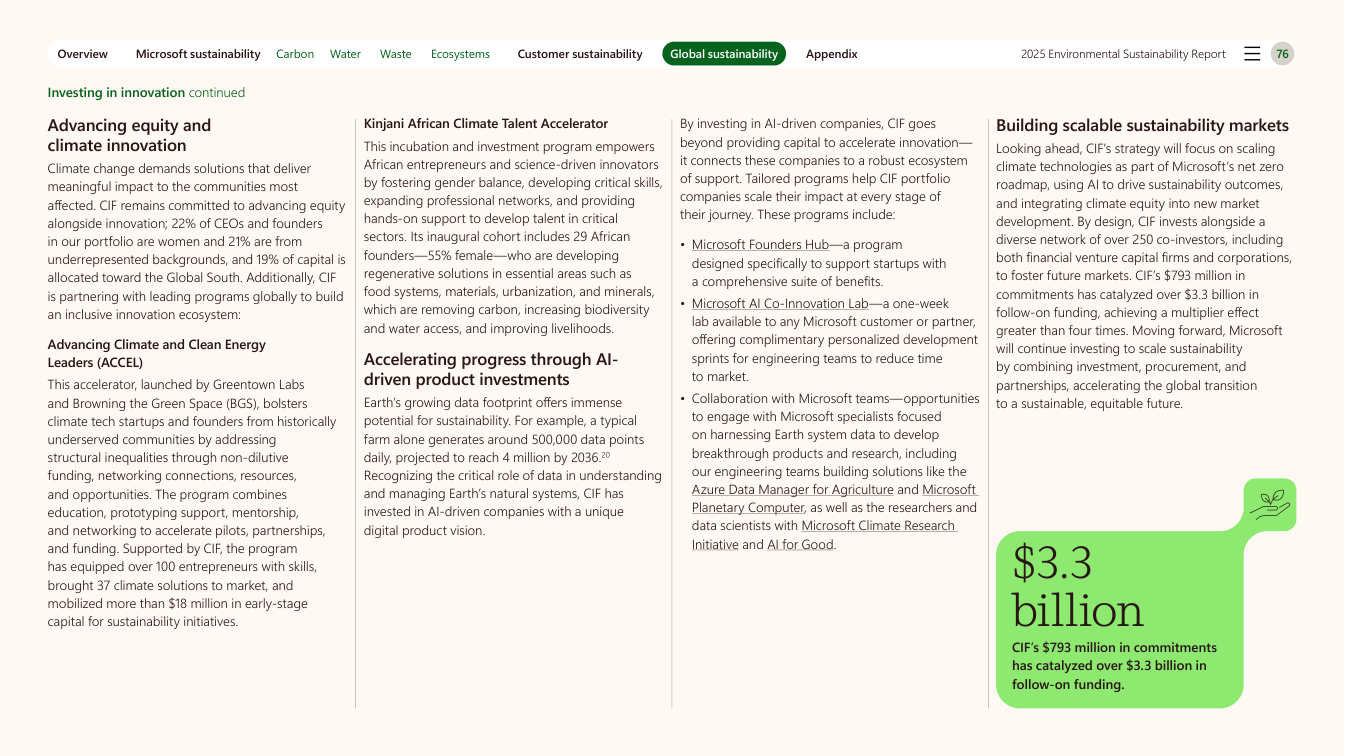 Overview Microsoft sustainability Carbon Water Waste Ecosystems Customer sustainability Global sustainability Appendix 2025 Environmental Sustainability Report 76
Investing in innovation continued
Advancing equity and
climate innovation
Climate change demands solutions that deliver
meaningful impact to the communities most
affected. CIF remains committed to advancing equity
alongside innovation; 22% of CEOs and founders
in our portfolio are women and 21% are from
underrepresented backgrounds, and 19% of capital is
allocated toward the Global South. Additionally, CIF
is partnering with leading programs globally to build
an inclusive innovation ecosystem:
Advancing Climate and Clean Energy
Leaders (ACCEL)
This accelerator, launched by Greentown Labs
and Browning the Green Space (BGS), bolsters
climate tech startups and founders from historically
underserved communities by addressing
structural inequalities through non-dilutive
funding, networking connections, resources,
and opportunities. The program combines
education, prototyping support, mentorship,
and networking to accelerate pilots, partnerships,
and funding. Supported by CIF, the program
has equipped over 100 entrepreneurs with skills,
brought 37 climate solutions to market, and
mobilized more than $18 million in early-stage
capital for sustainability initiatives.
Kinjani African Climate Talent Accelerator
This incubation and investment program empowers
African entrepreneurs and science-driven innovators
by fostering gender balance, developing critical skills,
expanding professional networks, and providing
hands-on support to develop talent in critical
sectors. Its inaugural cohort includes 29 African
founders—55% female—who are developing
regenerative solutions in essential areas such as
food systems, materials, urbanization, and minerals,
which are removing carbon, increasing biodiversity
and water access, and improving livelihoods.
Accelerating progress through AI-
driven product investments
Earth's growing data footprint offers immense
potential for sustainability. For example, a typical
farm alone generates around 500,000 data points
daily, projected to reach 4 million by 2036.20
Recognizing the critical role of data in understanding
and managing Earth's natural systems, CIF has
invested in AI-driven companies with a unique
digital product vision.
By investing in AI-driven companies, CIF goes
beyond providing capital to accelerate innovation—
it connects these companies to a robust ecosystem
of support. Tailored programs help CIF portfolio
companies scale their impact at every stage of
their journey. These programs include:
• Microsoft Founders Hub—a program
designed specifically to support startups with
a comprehensive suite of benefits.
• Microsoft AI Co-Innovation Lab—a one-week
lab available to any Microsoft customer or partner,
offering complimentary personalized development
sprints for engineering teams to reduce time
to market.
• Collaboration with Microsoft teams—opportunities
to engage with Microsoft specialists focused
on harnessing Earth system data to develop
breakthrough products and research, including
our engineering teams building solutions like the
Azure Data Manager for Agriculture and Microsoft
Planetary Computer, as well as the researchers and
data scientists with Microsoft Climate Research
Initiative and AI for Good.
Building scalable sustainability markets
Looking ahead, CIF's strategy will focus on scaling
climate technologies as part of Microsoft's net zero
roadmap, using AI to drive sustainability outcomes,
and integrating climate equity into new market
development. By design, CIF invests alongside a
diverse network of over 250 co-investors, including
both financial venture capital firms and corporations,
to foster future markets. CIF's $793 million in
commitments has catalyzed over $3.3 billion in
follow-on funding, achieving a multiplier effect
greater than four times. Moving forward, Microsoft
will continue investing to scale sustainability
by combining investment, procurement, and
partnerships, accelerating the global transition
to a sustainable, equitable future.
$3.3
billion
CIF's $793 million in commitments
has catalyzed over $3.3 billion in
follow-on funding.